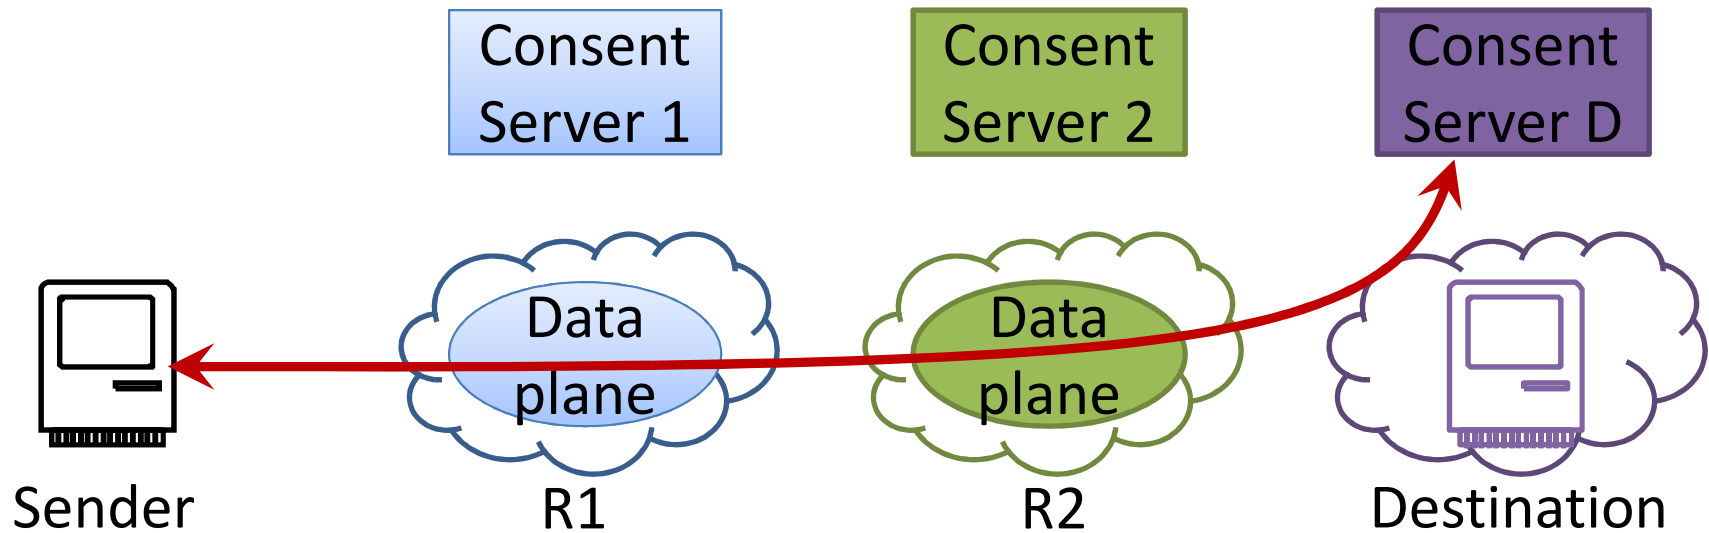 Consent
Server 1
Consent
Server 2
Consent
Server D
Data
plane
Data
plane
Sender
R1
R2
Destination